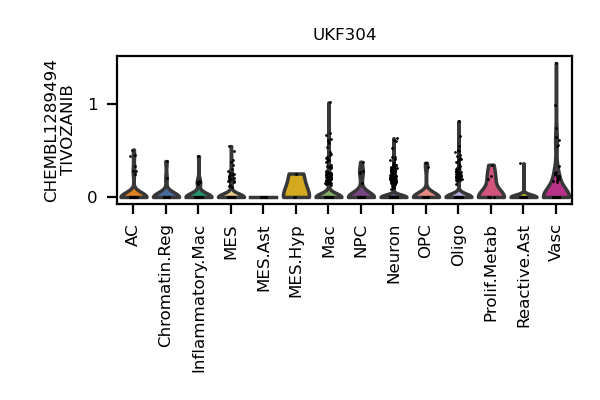 UKF304
CHEMBL1289494
TIVOZANIB
1
0
AC
Chromatin.Reg
Inflammatory.Mac
MES
MES.Ast
MES.Hyp
Mac
NPC
Neuron
OPC
Oligo
Prolif.Metab
Reactive.Ast
Vasc